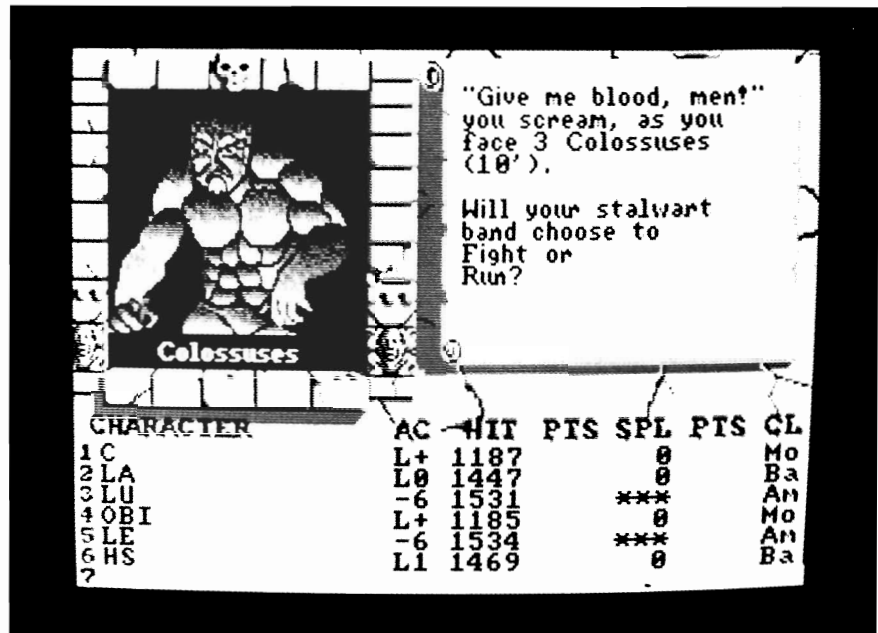 "Give me blood, men!"
you scream, as you
face 3 Colossuses
(10').
Will your stalwart
band choose to
Fight or
Run?
Colossuses
CHARACTER AC HIT PTS SPL PTS CL
1 C L+ 1187 0 Mo
2 LA L0 1447 0 Ba
3 LU -6 1531 *** Am
4 OBI L+ 1185 0 Mo
5 LE -6 1534 *** Am
6 HS L1 1469 0 Ba
7